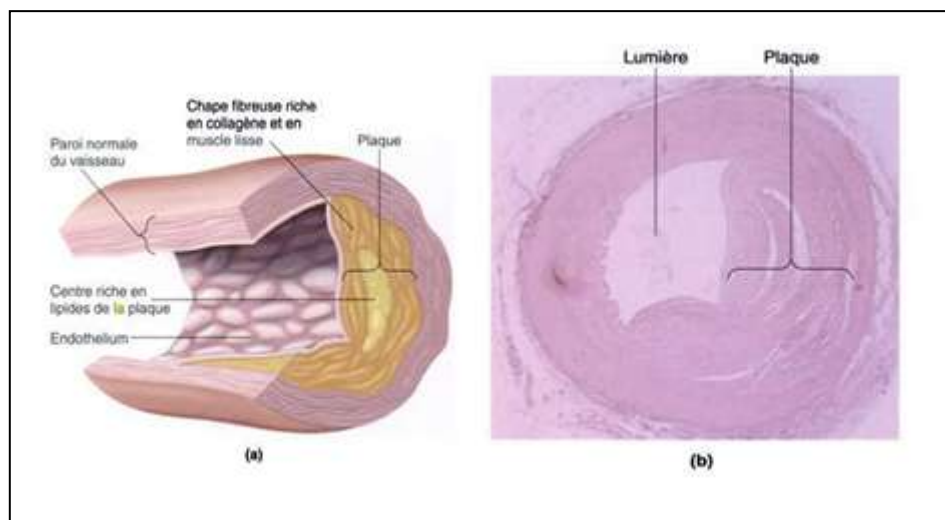 Lumière
Plaque
Chape fibreuse riche
en collagène et en
muscle lisse
Paroi normale
du vaisseau
Plaque
Centre riche en
lipides de la plaque
Endothelium
(a)
(b)